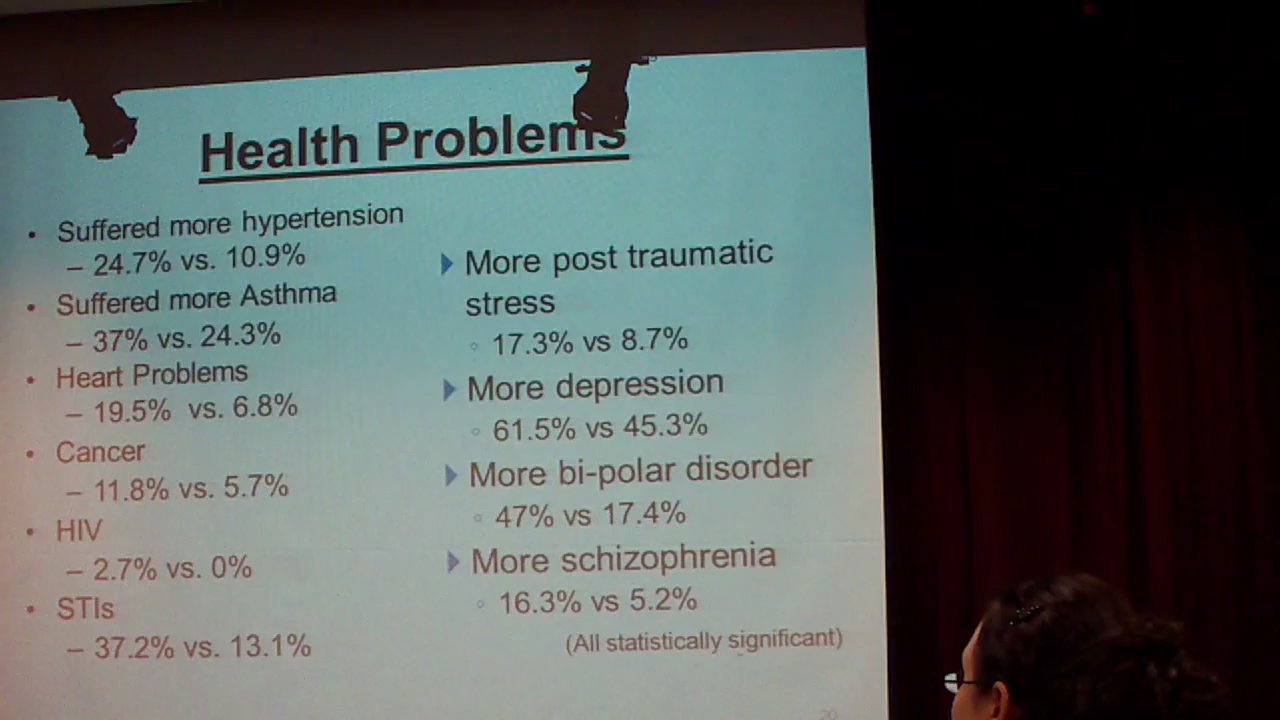 Health Problems
• Suffered more hypertension
– 24.7% vs. 10.9%
• Suffered more Asthma
– 37% vs. 24.3%
• Heart Problems
– 19.5% vs. 6.8%
• Cancer
– 11.8% vs. 5.7%
• HIV
– 2.7% vs. 0%
• STIs
– 37.2% vs. 13.1%
More post traumatic
stress
◦ 17.3% vs 8.7%
More depression
◦ 61.5% vs 45.3%
More bi-polar disorder
◦ 47% vs 17.4%
More schizophrenia
◦ 16.3% vs 5.2%
(All statistically significant)
20